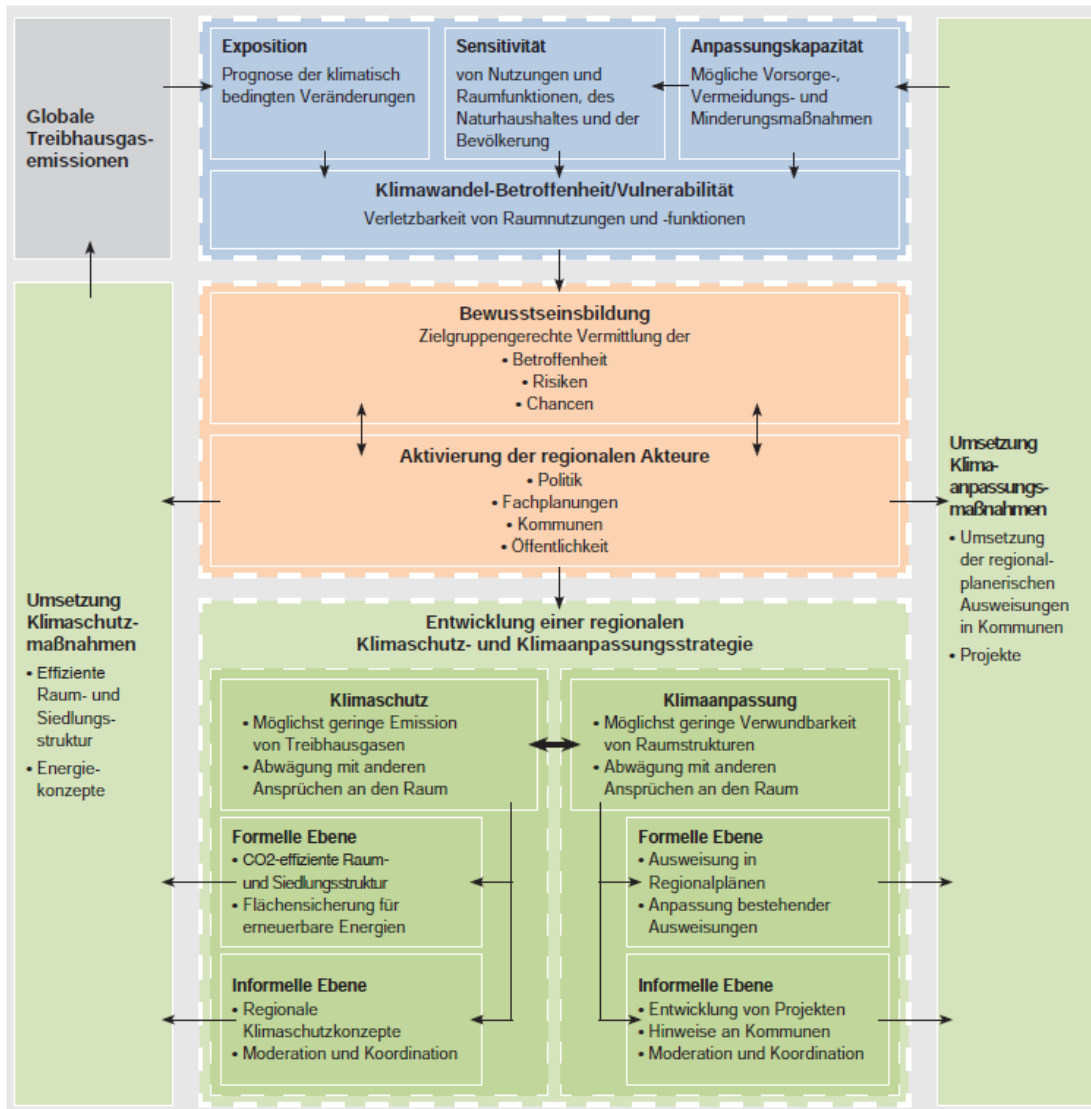 Globale
Treibhausgas-
emissionen
Exposition
Prognose der klimatisch
bedingten Veränderungen
Sensitivität
von Nutzungen und
Raumfunktionen, des
Naturhaushaltes und der
Bevölkerung
Anpassungskapazität
Mögliche Vorsorge-,
Vermeidungs- und
Minderungsmaßnahmen
Klimawandel-Betroffenheit/Vulnerabilität
Verletzbarkeit von Raumnutzungen und -funktionen
Bewusstseinsbildung
Zielgruppengerechte Vermittlung der
• Betroffenheit
• Risiken
• Chancen
Aktivierung der regionalen Akteure
• Politik
• Fachplanungen
• Kommunen
• Öffentlichkeit
Umsetzung
Klimaschutz-
maßnahmen
• Effiziente
Raum- und
Siedlungs-
struktur
• Energie-
konzepte
Umsetzung
Klima-
anpassungs-
maßnahmen
• Umsetzung
der regional-
planerischen
Ausweisungen
in Kommunen
• Projekte
Entwicklung einer regionalen
Klimaschutz- und Klimaanpassungsstrategie
Klimaschutz
• Möglichst geringe Emission
von Treibhausgasen
• Abwägung mit anderen
Ansprüchen an den Raum
Formelle Ebene
• CO2-effiziente Raum-
und Siedlungsstruktur
• Flächensicherung für
erneuerbare Energien
Informelle Ebene
• Regionale
Klimaschutzkonzepte
• Moderation und Koordination
Klimaanpassung
• Möglichst geringe Verwundbarkeit
von Raumstrukturen
• Abwägung mit anderen
Ansprüchen an den Raum
Formelle Ebene
• Ausweisung in
Regionalplänen
• Anpassung bestehender
Ausweisungen
Informelle Ebene
• Entwicklung von Projekten
• Hinweise an Kommunen
• Moderation und Koordination